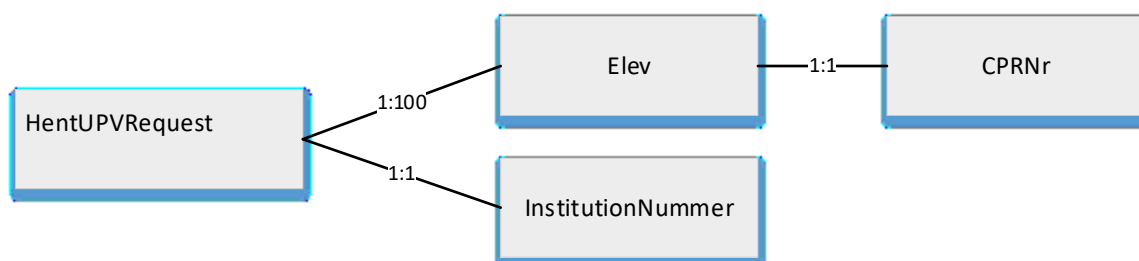 HentUPVRequest
1:100
Elev
1:1
CPRNr
1:1
InstitutionNummer